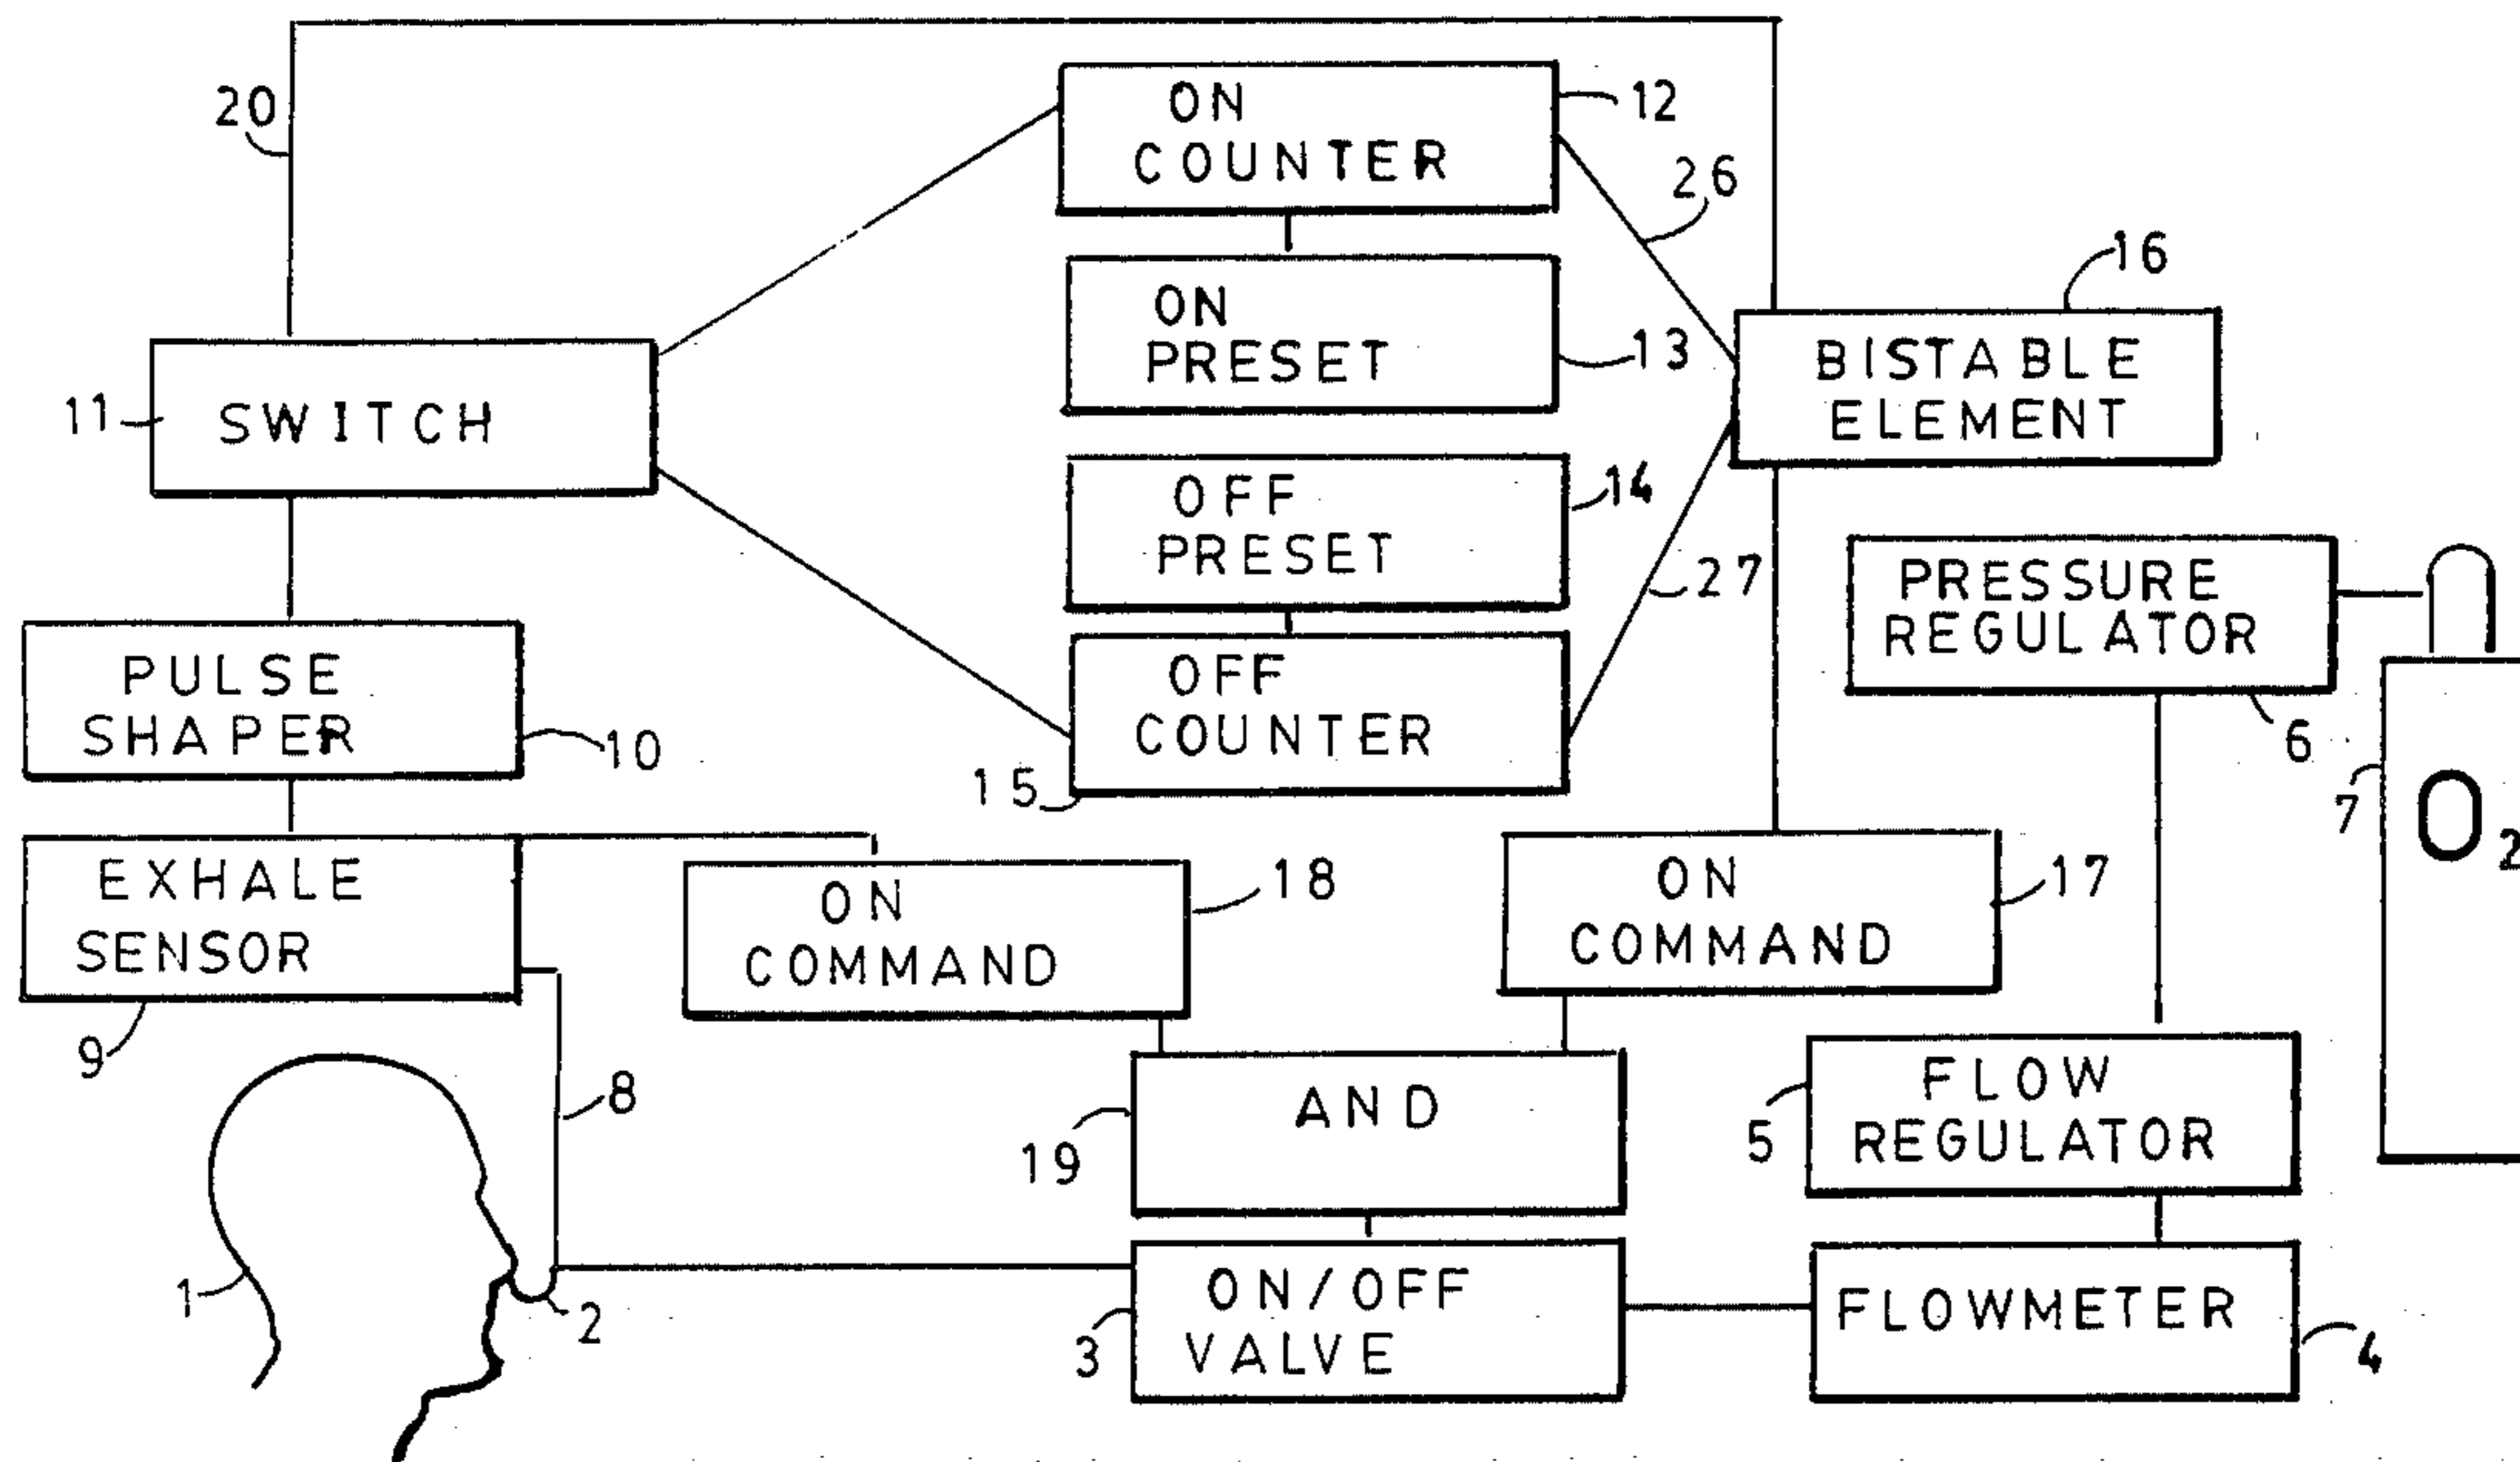 20
ON
COUNTER
12
26
ON
PRESET
13
16
BISTABLE
ELEMENT
11
SWITCH
OFF
PRESET
14
27
PRESSURE
REGULATOR
6
PULSE
SHAPER
10
OFF
COUNTER
15
7
O2
EXHALE
SENSOR
9
ON
COMMAND
18
ON
COMMAND
17
8
AND
19
FLOW
REGULATOR
5
1
2
ON/OFF
VALVE
3
FLOWMETER
4